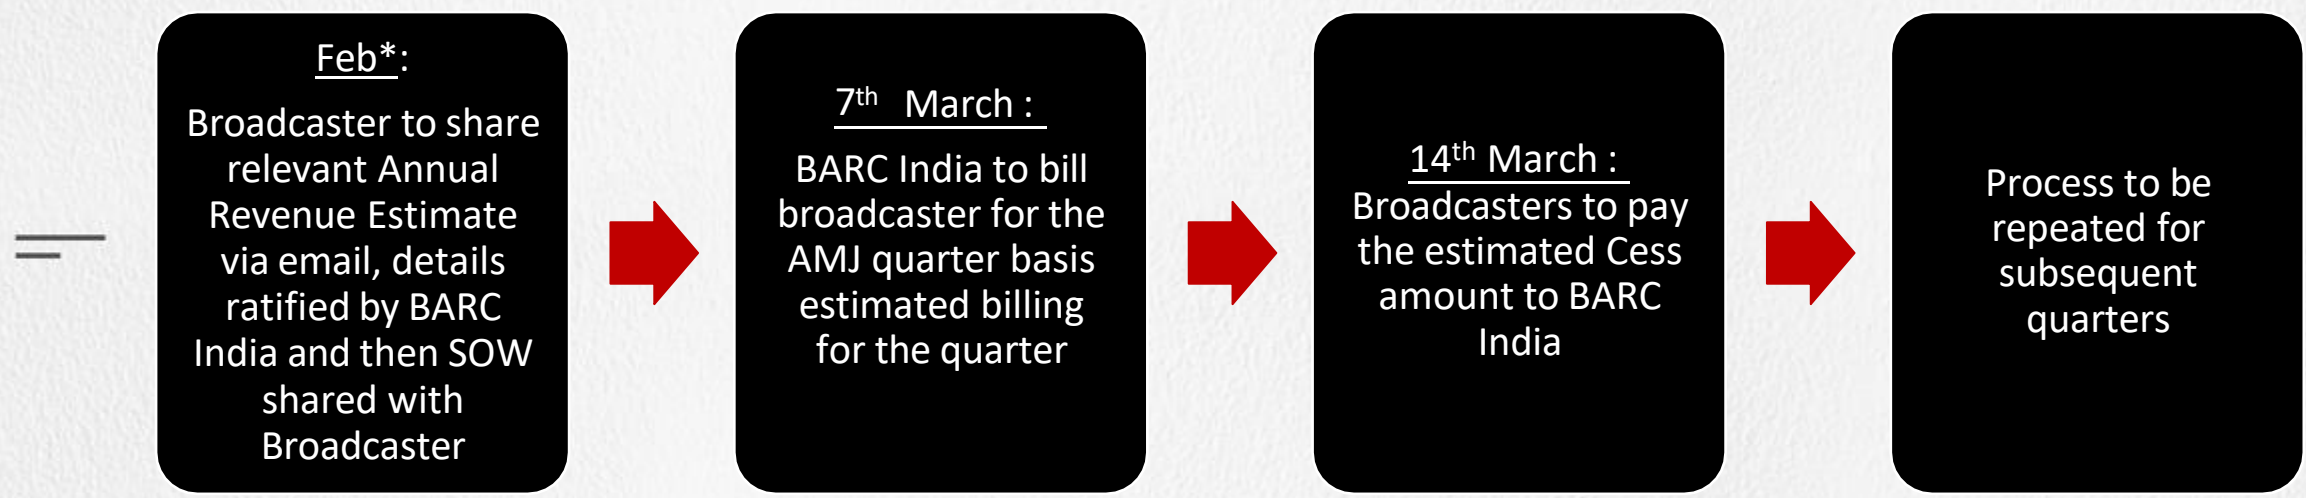 Feb*:
Broadcaster to share
relevant Annual
Revenue Estimate
via email, details
ratified by BARC
India and then SOW
shared with
Broadcaster
7th March :
BARC India to bill
broadcaster for the
AMJ quarter basis
estimated billing
for the quarter
14th March :
Broadcasters to pay
the estimated Cess
amount to BARC
India
Process to be
repeated for
subsequent
quarters